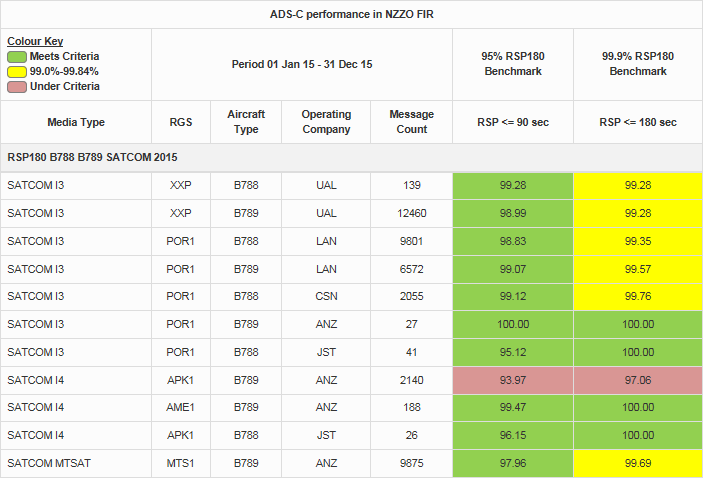 ADS-C performance in NZZO FIR
Colour Key
Meets Criteria
99.0%-99.84%
Under Criteria
Period 01 Jan 15 - 31 Dec 15
95% RSP180
Benchmark
99.9% RSP180
Benchmark
Media Type RGS Aircraft Type Operating Company Message Count RSP <= 90 sec RSP <= 180 sec
RSP180 B788 B789 SATCOM 2015
SATCOM I3 XXP B788 UAL 139 99.28 99.28
SATCOM I3 XXP B789 UAL 12460 98.99 99.28
SATCOM I3 POR1 B788 LAN 9801 98.83 99.35
SATCOM I3 POR1 B789 LAN 6572 99.07 99.57
SATCOM I3 POR1 B788 CSN 2055 99.12 99.76
SATCOM I3 POR1 B789 ANZ 27 100.00 100.00
SATCOM I3 POR1 B788 JST 41 95.12 100.00
SATCOM I4 APK1 B789 ANZ 2140 93.97 97.06
SATCOM I4 AME1 B789 ANZ 188 99.47 100.00
SATCOM I4 APK1 B788 JST 26 96.15 100.00
SATCOM MTSAT MTS1 B789 ANZ 9875 97.96 99.69